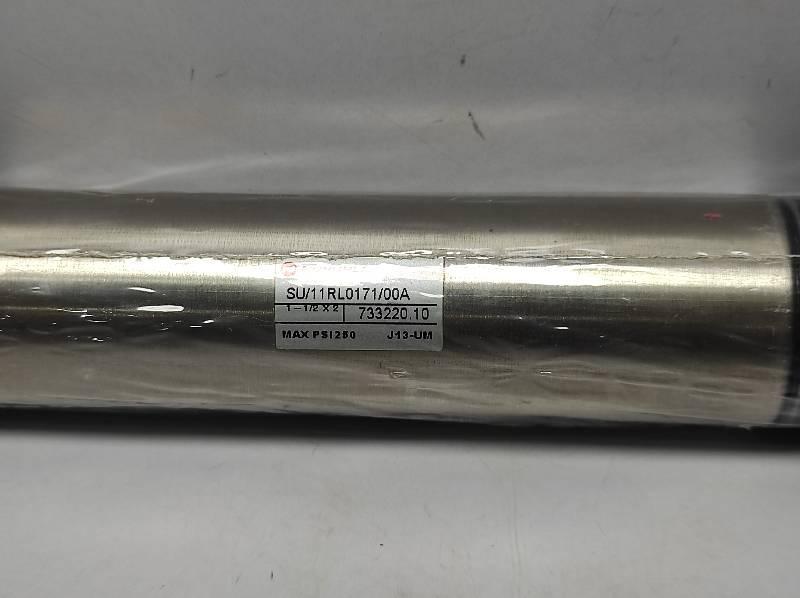 SU/11RL0171/00A
1-1/2 X 2 733220.10
MAX PSI 250 J13-UM